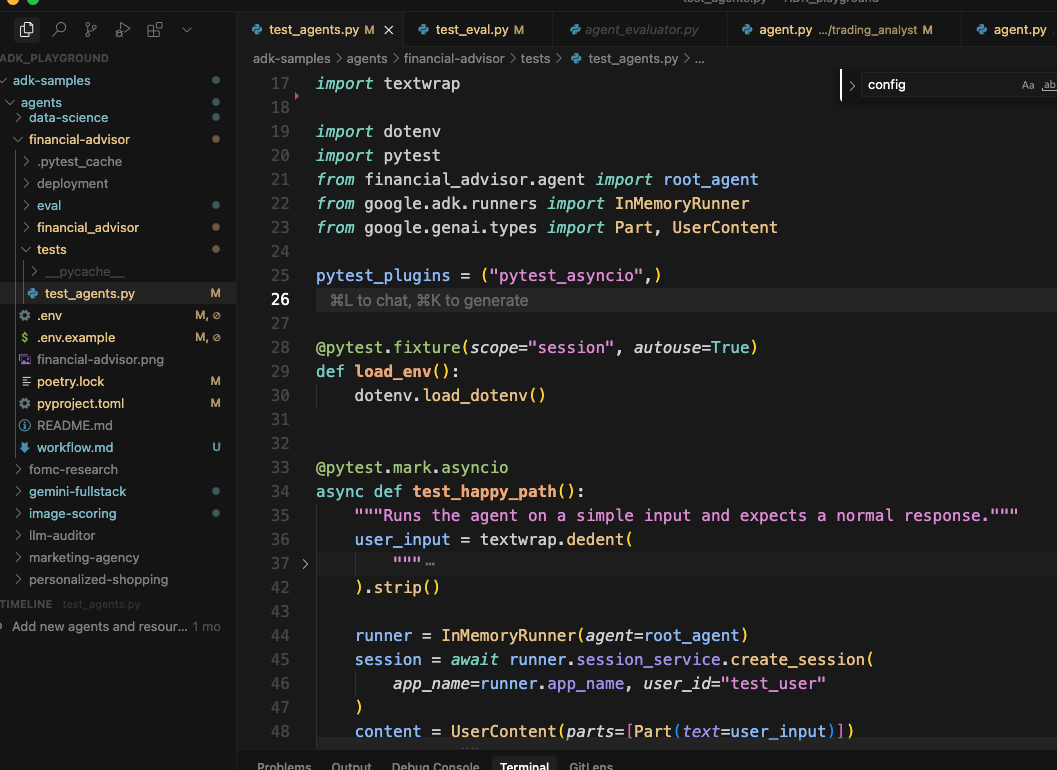 test_agents.py — ADK_playground
test_agents.py M ×
test_eval.py M
agent_evaluator.py
agent.py .../trading_analyst M
agent.py
adk-samples > agents > financial-advisor > tests > test_agents.py > ...
config
Aa
ab
ADK_PLAYGROUND
adk-samples
agents
data-science
financial-advisor
.pytest_cache
deployment
eval
financial_advisor
tests
__pycache__
test_agents.py M
.env M,
$ .env.example M,
financial-advisor.png
poetry.lock M
pyproject.toml M
README.md
workflow.md U
fomc-research
gemini-fullstack
image-scoring
llm-auditor
marketing-agency
personalized-shopping
TIMELINE test_agents.py
Add new agents and resour... 1 mo
17 import textwrap
18
19 import dotenv
20 import pytest
21 from financial_advisor.agent import root_agent
22 from google.adk.runners import InMemoryRunner
23 from google.genai.types import Part, UserContent
24
25 pytest_plugins = ("pytest_asyncio",)
26 ⌘L to chat, ⌘K to generate
27
28 @pytest.fixture(scope="session", autouse=True)
29 def load_env():
30 dotenv.load_dotenv()
31
32
33 @pytest.mark.asyncio
34 async def test_happy_path():
35 """Runs the agent on a simple input and expects a normal response."""
36 user_input = textwrap.dedent(
37 """ ...
42 ).strip()
43
44 runner = InMemoryRunner(agent=root_agent)
45 session = await runner.session_service.create_session(
46 app_name=runner.app_name, user_id="test_user"
47 )
48 content = UserContent(parts=[Part(text=user_input)])
Problems Output Debug Console Terminal GitLens